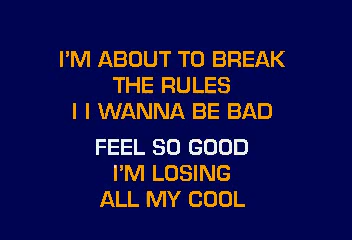 I'M ABOUT TO BREAK
THE RULES
I I WANNA BE BAD
FEEL SO GOOD
I'M LOSING
ALL MY COOL